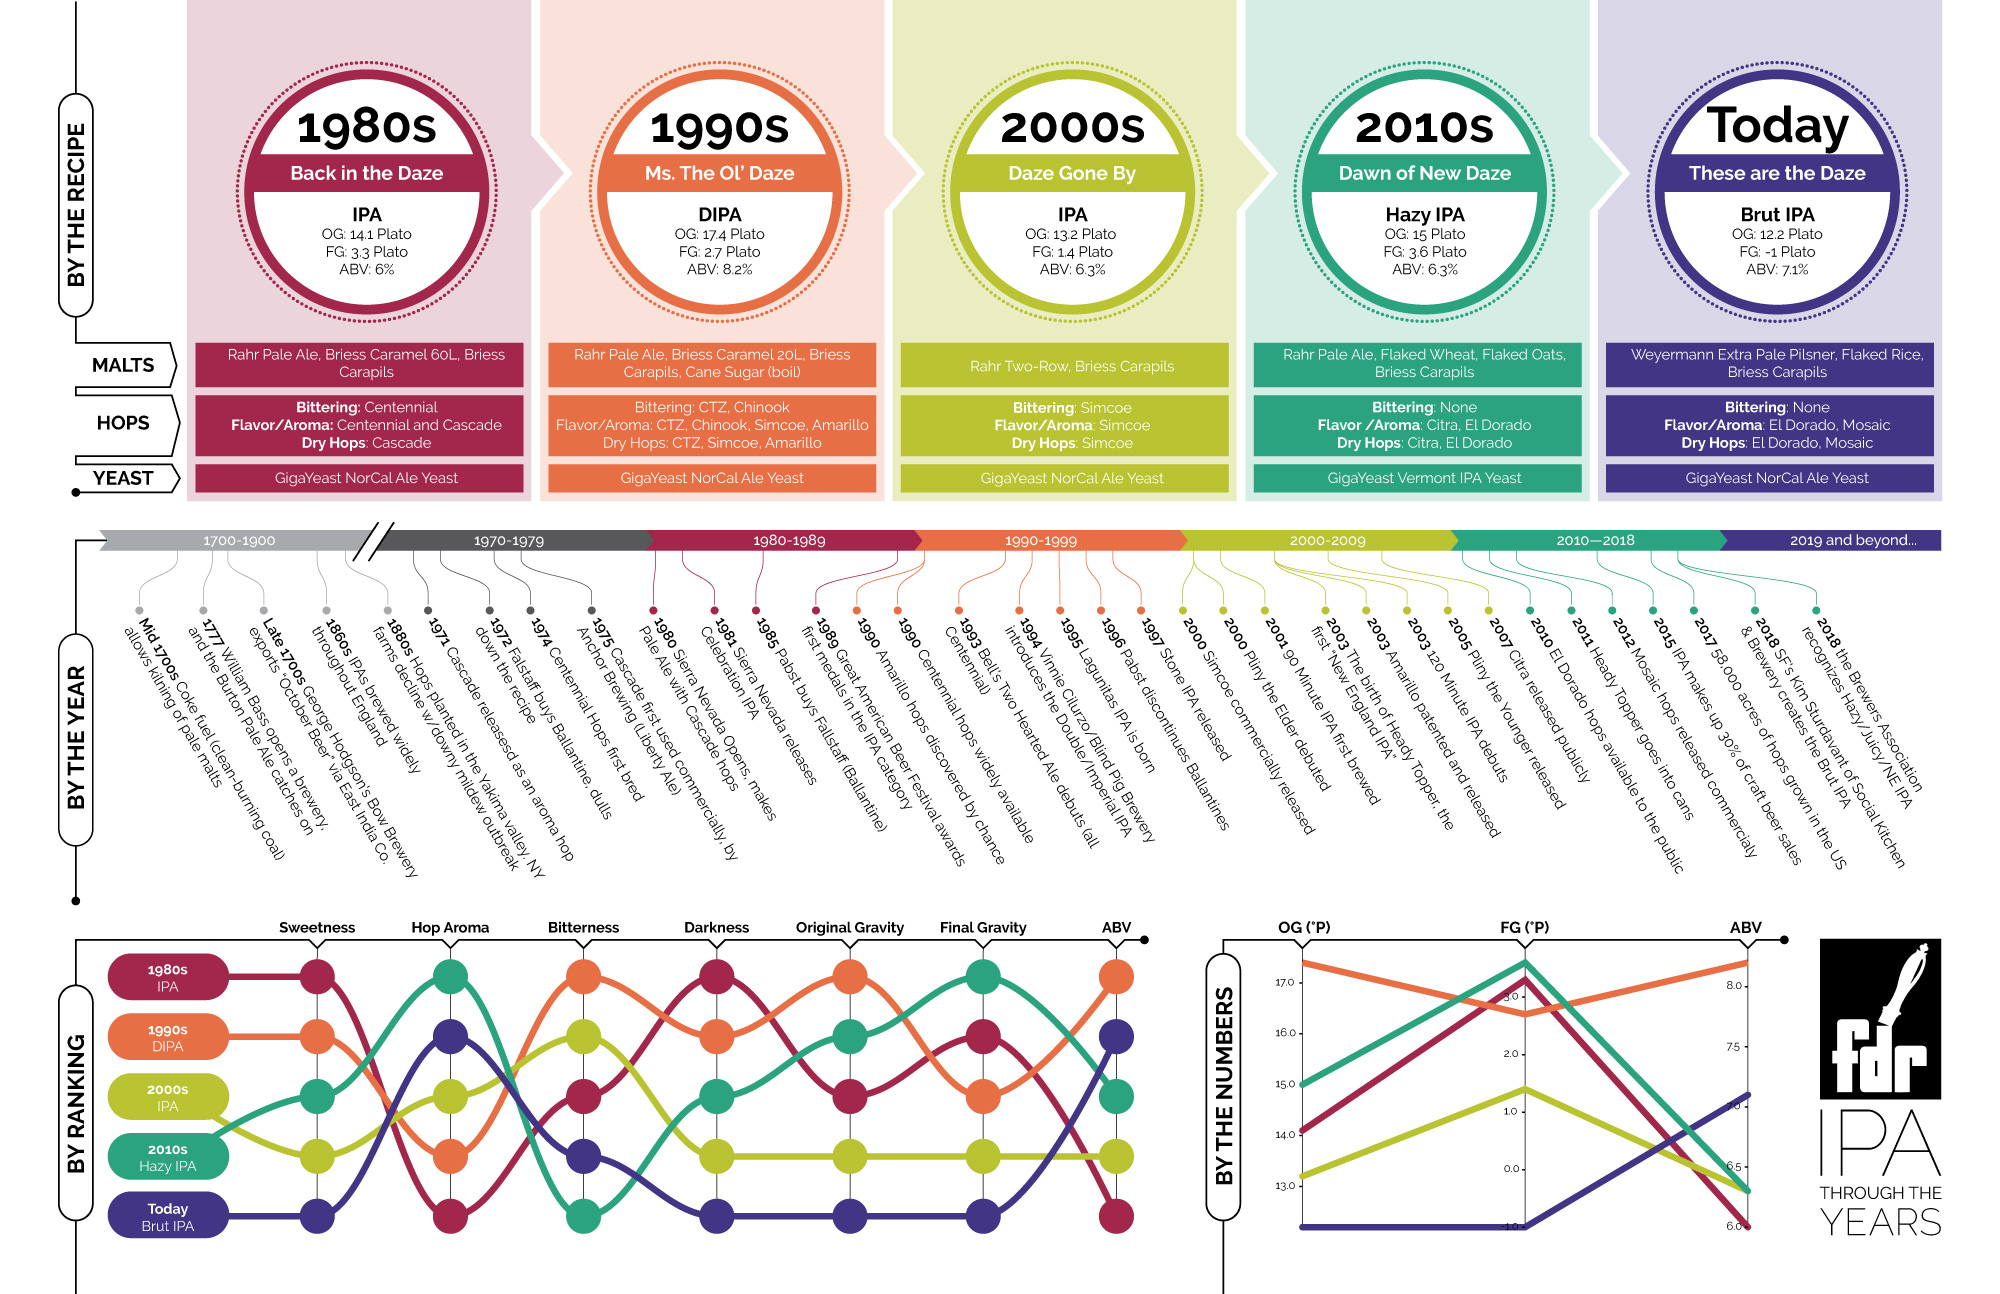 BY THE RECIPE
1980s
Back in the Daze
IPA
OG: 14.1 Plato
FG: 3.3 Plato
ABV: 6%
1990s
Ms. The Ol' Daze
DIPA
OG: 17.4 Plato
FG: 2.7 Plato
ABV: 8.2%
2000s
Daze Gone By
IPA
OG: 13.2 Plato
FG: 1.4 Plato
ABV: 6.3%
2010s
Dawn of New Daze
Hazy IPA
OG: 15 Plato
FG: 3.6 Plato
ABV: 6.3%
Today
These are the Daze
Brut IPA
OG: 12.2 Plato
FG: -1 Plato
ABV: 7.1%
MALTS
Rahr Pale Ale, Briess Caramel 60L, Briess
Carapils
Rahr Pale Ale, Briess Caramel 20L, Briess
Carapils, Cane Sugar (boil)
Rahr Two-Row, Briess Carapils
Rahr Pale Ale, Flaked Wheat, Flaked Oats,
Briess Carapils
Weyermann Extra Pale Pilsner, Flaked Rice,
Briess Carapils
HOPS
Bittering: Centennial
Flavor/Aroma: Centennial and Cascade
Dry Hops: Cascade
Bittering: CTZ, Chinook
Flavor/Aroma: CTZ, Chinook, Simcoe, Amarillo
Dry Hops: CTZ, Simcoe, Amarillo
Bittering: Simcoe
Flavor/Aroma: Simcoe
Dry Hops: Simcoe
Bittering: None
Flavor /Aroma: Citra, El Dorado
Dry Hops: Citra, El Dorado
Bittering: None
Flavor/Aroma: El Dorado, Mosaic
Dry Hops: El Dorado, Mosaic
YEAST
GigaYeast NorCal Ale Yeast
GigaYeast NorCal Ale Yeast
GigaYeast NorCal Ale Yeast
GigaYeast Vermont IPA Yeast
GigaYeast NorCal Ale Yeast
BY THE YEAR
1700-1900
1970-1979
1980-1989
1990-1999
2000-2009
2010—2018
2019 and beyond...
Mid 1700s Coke fuel (clean-burning coal)
allows kilning of pale malts
1777 William Bass opens a brewery,
and the Burton Pale Ale catches on
Late 1700s George Hodgson's Bow Brewery
exports "October Beer" via East India Co.
1860s IPAs brewed widely
throughout England
1880s Hops planted in the Yakima valley, NY
farms decline w/downy mildew outbreak
1971 Cascade releasesd as an aroma hop
1972 Falstaff buys Ballantine, dulls
down the recipe
1974 Centennial Hops first bred
1975 Cascade first used commercially, by
Anchor Brewing (Liberty Ale)
1980 Sierra Nevada Opens, makes
Pale Ale with Cascade hops
1981 Sierra Nevada releases
Celebration IPA
1985 Pabst buys Fallstaff (Ballantine)
1989 Great American Beer Festival awards
first medals in the IPA category
1990 Amarillo hops discovered by chance
1990 Centennial hops widely available
1993 Bell's Two Hearted Ale debuts (all
Centennial)
1994 Vinnie Cilurzo/Blind Pig Brewery
introduces the Double/Imperial IPA
1995 Lagunitas IPA is born
1996 Pabst discontinues Ballantines
1997 Stone IPA released
2000 Simcoe commercially released
2000 Pliny the Elder debuted
2001 90 Minute IPA first brewed
2003 The birth of Heady Topper, the
first "New England IPA"
2003 Amarillo patented and released
2003 120 Minute IPA debuts
2005 Pliny the Younger released
2007 Citra released publicly
2010 El Dorado hops available to the public
2011 Heady Topper goes into cans
2012 Mosaic hops released commercialy
2015 IPA makes up 30% of craft beer sales
2017 58,000 acres of hops grown in the US
2018 SF's Kim Sturdavant of Social Kitchen
& Brewery creates the Brut IPA
2018 the Brewers Association
recognizes Hazy/Juicy/NE IPA
BY RANKING
Sweetness
Hop Aroma
Bitterness
Darkness
Original Gravity
Final Gravity
ABV
1980s
IPA
1990s
DIPA
2000s
IPA
2010s
Hazy IPA
Today
Brut IPA
BY THE NUMBERS
OG (°P)
FG (°P)
ABV
17.0
16.0
15.0
14.0
13.0
3.0
2.0
1.0
0.0
-1.0
8.0
7.5
7.0
6.5
6.0
fdr
IPA
THROUGH THE
YEARS